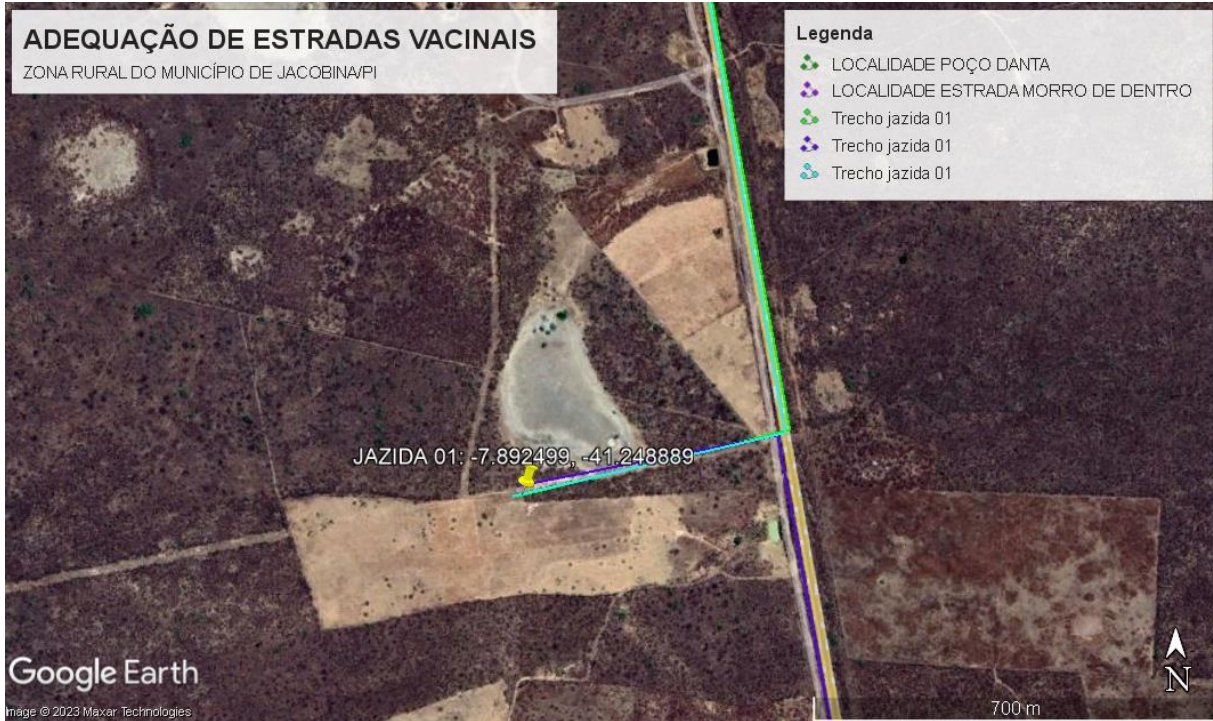 ADEQUAÇÃO DE ESTRADAS VACINAIS
ZONA RURAL DO MUNICÍPIO DE JACOBINA/PI
Legenda
LOCALIDADE POÇO DANTA
LOCALIDADE ESTRADA MORRO DE DENTRO
Trecho jazida 01
Trecho jazida 01
Trecho jazida 01
JAZIDA 01: -7.892499, -41.248889
Google Earth
Image © 2023 Maxar Technologies
N
700 m